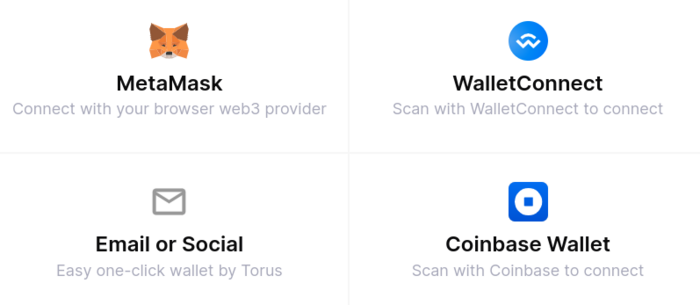 MetaMask
Connect with your browser web3 provider
WalletConnect
Scan with WalletConnect to connect
Email or Social
Easy one-click wallet by Torus
Coinbase Wallet
Scan with Coinbase to connect